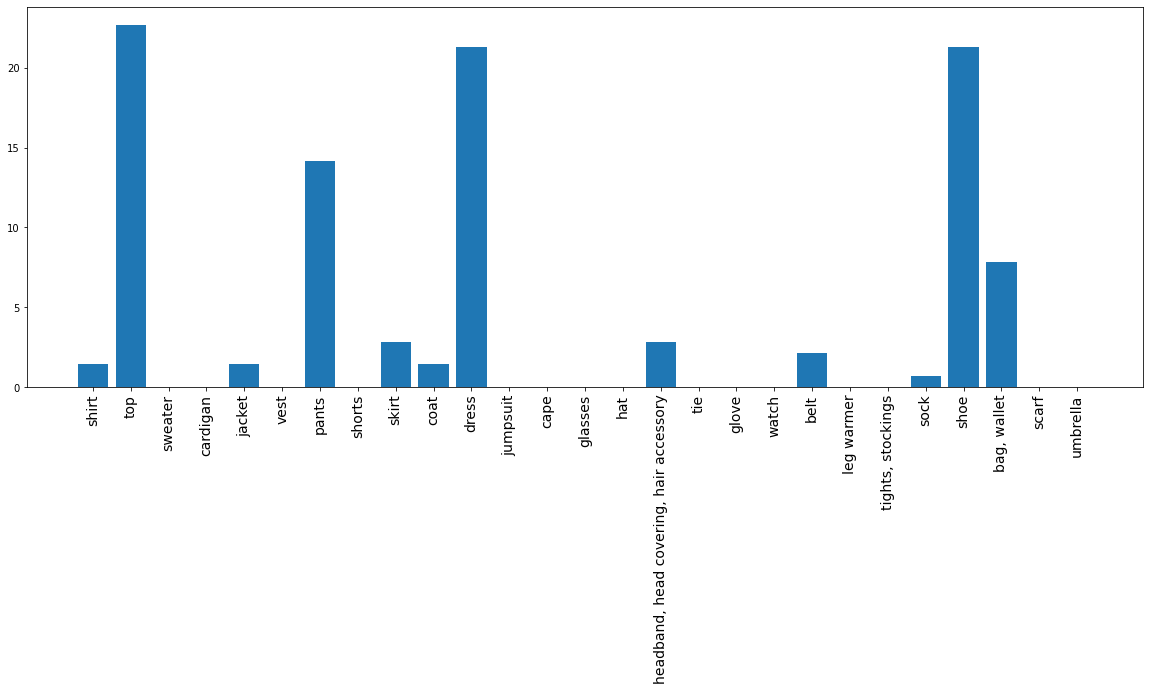 20
15
10
5
0
shirt
top
sweater
cardigan
jacket
vest
pants
shorts
skirt
coat
dress
jumpsuit
cape
glasses
hat
headband, head covering, hair accessory
tie
glove
watch
belt
leg warmer
tights, stockings
sock
shoe
bag, wallet
scarf
umbrella